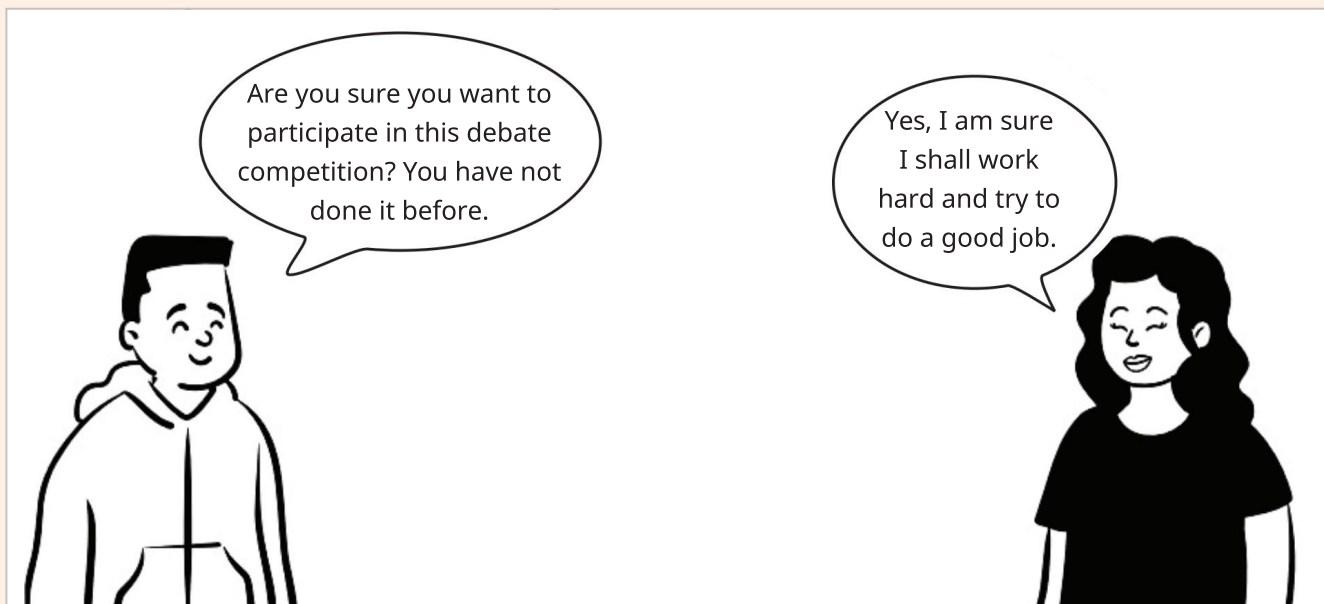 Are you sure you want to
participate in this debate
competition? You have not
done it before.
Yes, I am sure
I shall work
hard and try to
do a good job.